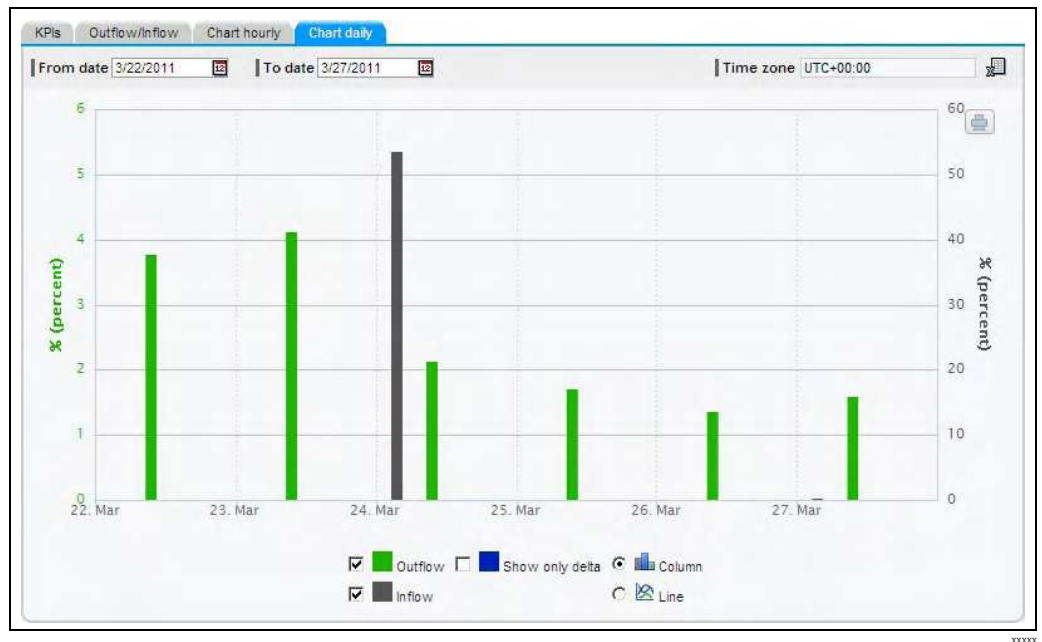 KPIs Outflow/Inflow Chart hourly Chart daily
From date 3/22/2011 12 To date 3/27/2011 12 Time zone UTC+00:00
6 60
5 50
4 40
3 30
2 20
1 10
0 0
% (percent)
% (percent)
22. Mar 23. Mar 24. Mar 25. Mar 26. Mar 27. Mar
Outflow Show only delta Column
Inflow Line
xxxxx